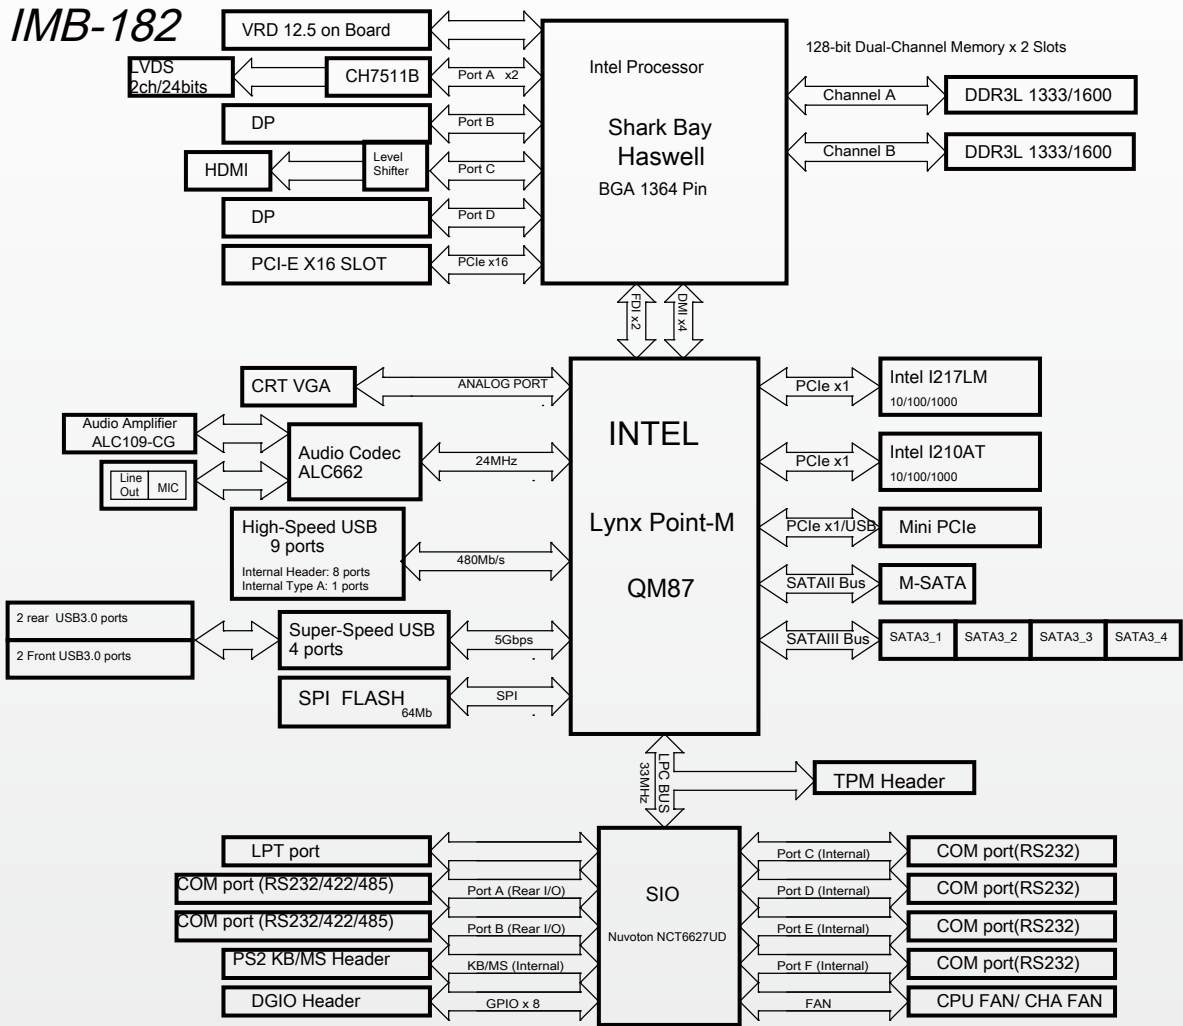 IMB-182
VRD 12.5 on Board
LVDS
2ch/24bits
CH7511B
Port A x2
DP
Port B
HDMI
Level
Shifter
Port C
DP
Port D
PCI-E X16 SLOT
PCIe x16
Intel Processor
Shark Bay
Haswell
BGA 1364 Pin
128-bit Dual-Channel Memory x 2 Slots
Channel A
DDR3L 1333/1600
Channel B
DDR3L 1333/1600
FDI x2
DMI x4
CRT VGA
ANALOG PORT
Audio Amplifier
ALC109-CG
Line
Out
MIC
Audio Codec
ALC662
24MHz
High-Speed USB
9 ports
Internal Header: 8 ports
Internal Type A: 1 ports
480Mb/s
2 rear USB3.0 ports
2 Front USB3.0 ports
Super-Speed USB
4 ports
5Gbps
SPI FLASH
64Mb
SPI
INTEL
Lynx Point-M
QM87
PCIe x1
Intel I217LM
10/100/1000
PCIe x1
Intel I210AT
10/100/1000
PCIe x1/USB
Mini PCIe
SATAII Bus
M-SATA
SATAIII Bus
SATA3_1
SATA3_2
SATA3_3
SATA3_4
LPC BUS
33MHz
TPM Header
LPT port
COM port (RS232/422/485)
Port A (Rear I/O)
COM port (RS232/422/485)
Port B (Rear I/O)
PS2 KB/MS Header
KB/MS (Internal)
DGIO Header
GPIO x 8
SIO
Nuvoton NCT6627UD
Port C (Internal)
COM port(RS232)
Port D (Internal)
COM port(RS232)
Port E (Internal)
COM port(RS232)
Port F (Internal)
COM port(RS232)
FAN
CPU FAN/ CHA FAN